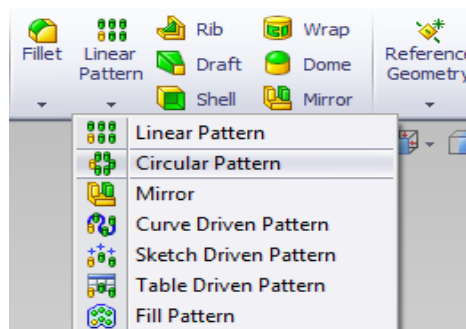 Fillet
Linear
Pattern
Rib
Draft
Shell
Wrap
Dome
Mirror
Reference
Geometry
Linear Pattern
Circular Pattern
Mirror
Curve Driven Pattern
Sketch Driven Pattern
Table Driven Pattern
Fill Pattern